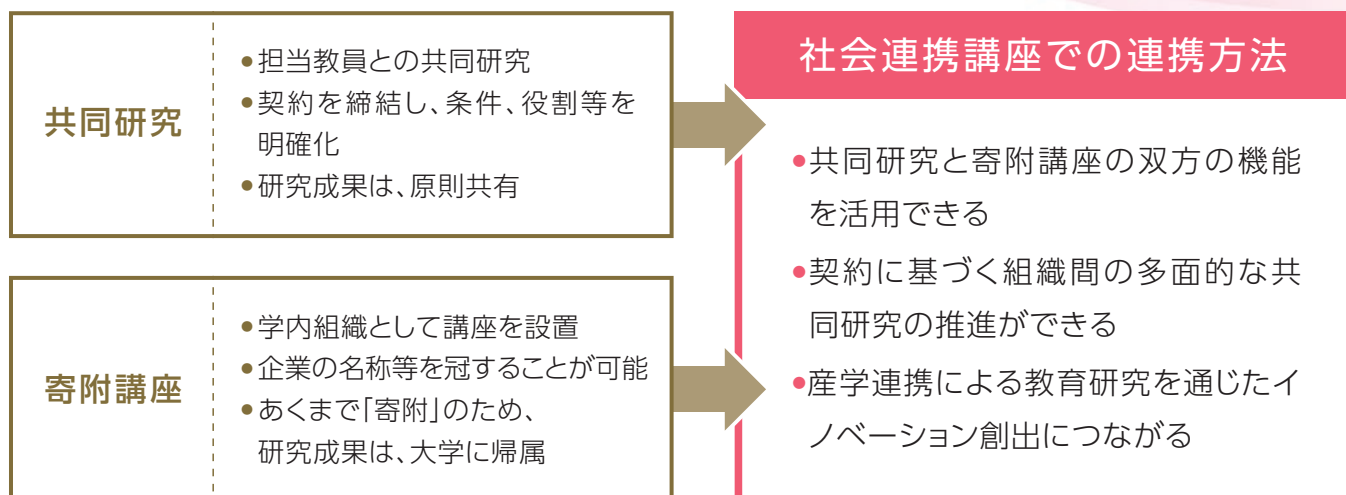 共同研究
●担当教員との共同研究
●契約を締結し、条件、役割等を
明確化
●研究成果は、原則共有
寄附講座
●学内組織として講座を設置
●企業の名称等を冠することが可能
●あくまで「寄附」のため、
研究成果は、大学に帰属
社会連携講座での連携方法
●共同研究と寄附講座の双方の機能
を活用できる
●契約に基づく組織間の多面的な共
同研究の推進ができる
●産学連携による教育研究を通じたイ
ノベーション創出につながる